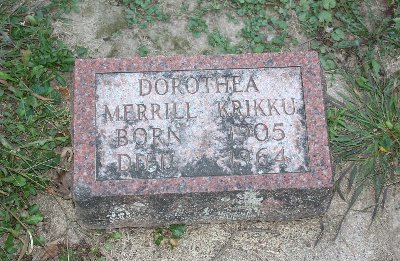 DOROTHEA
MERRILL KRIKKU
BORN 1905
DIED 1964